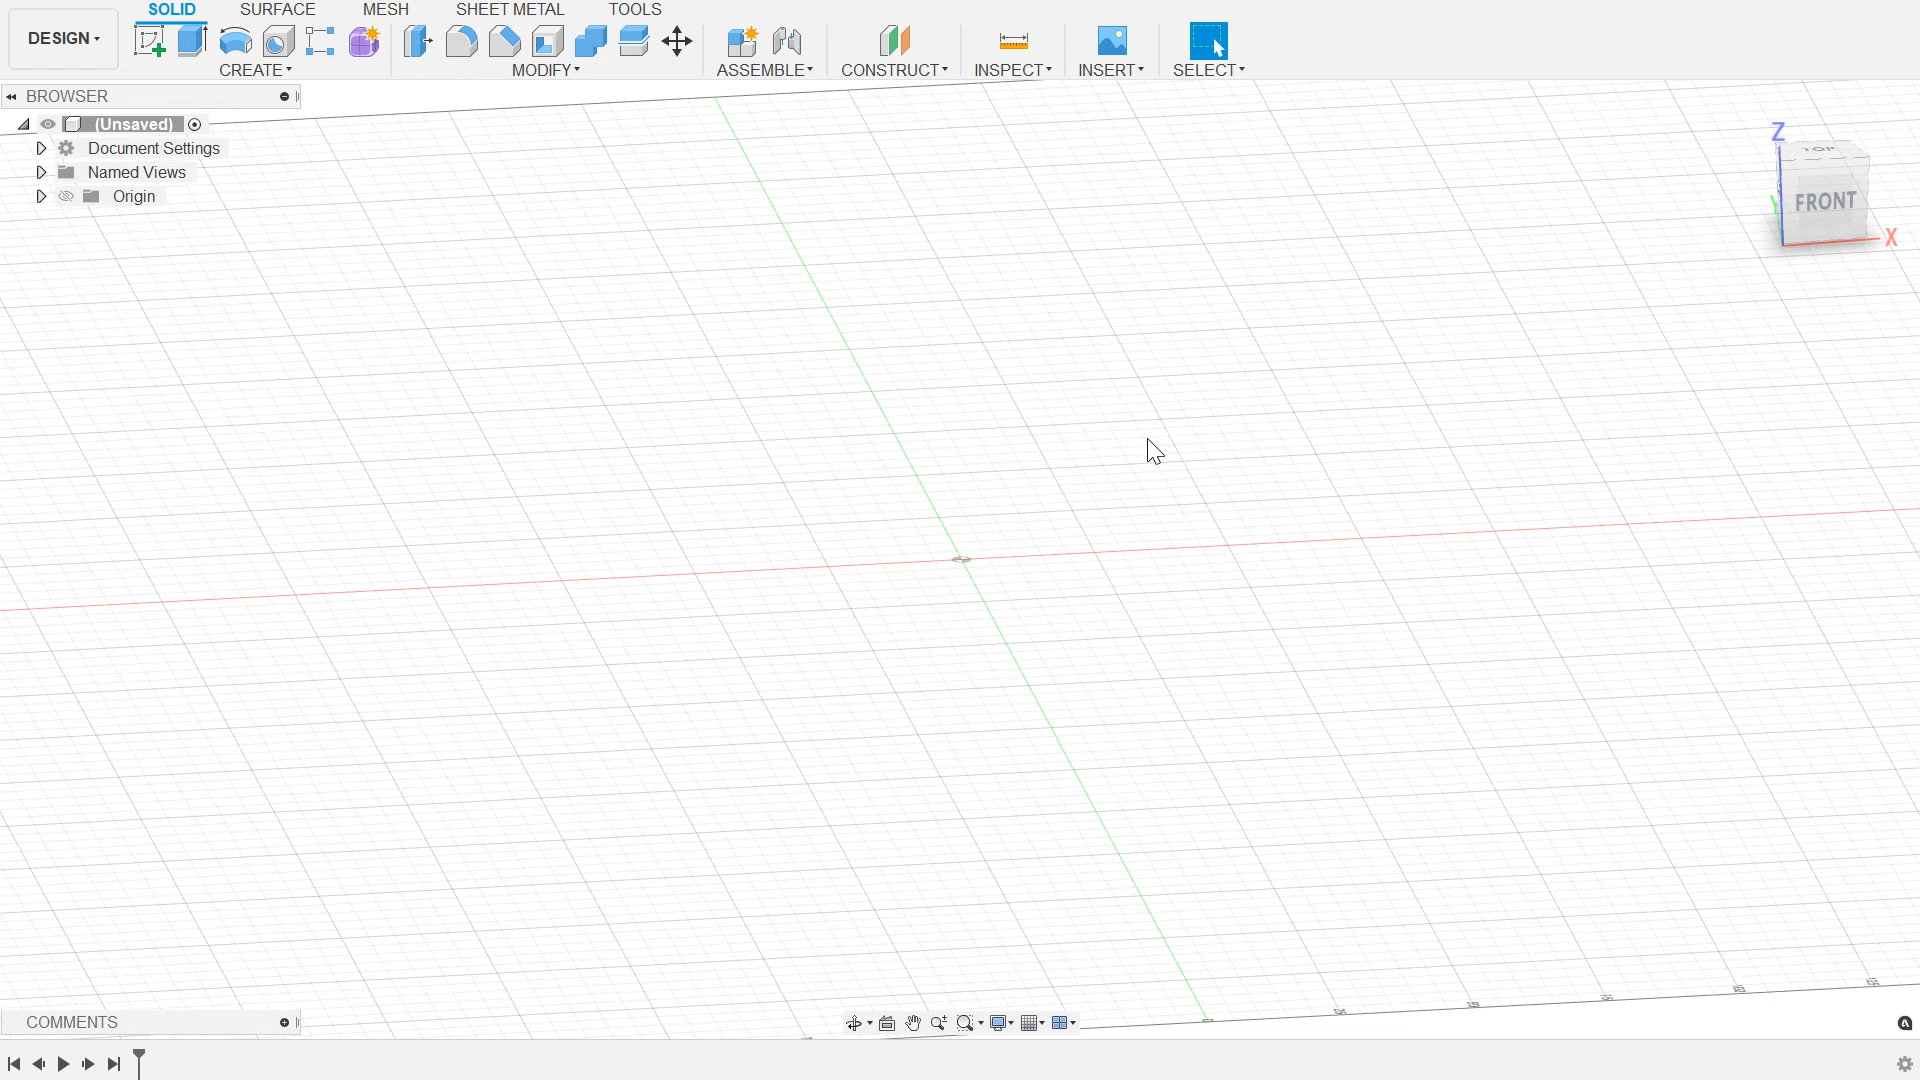 SOLID SURFACE MESH SHEET METAL TOOLS
DESIGN
CREATE MODIFY ASSEMBLE CONSTRUCT INSPECT INSERT SELECT
BROWSER
(Unsaved)
Document Settings
Named Views
Origin
Z
TOP
FRONT
Y
X
COMMENTS